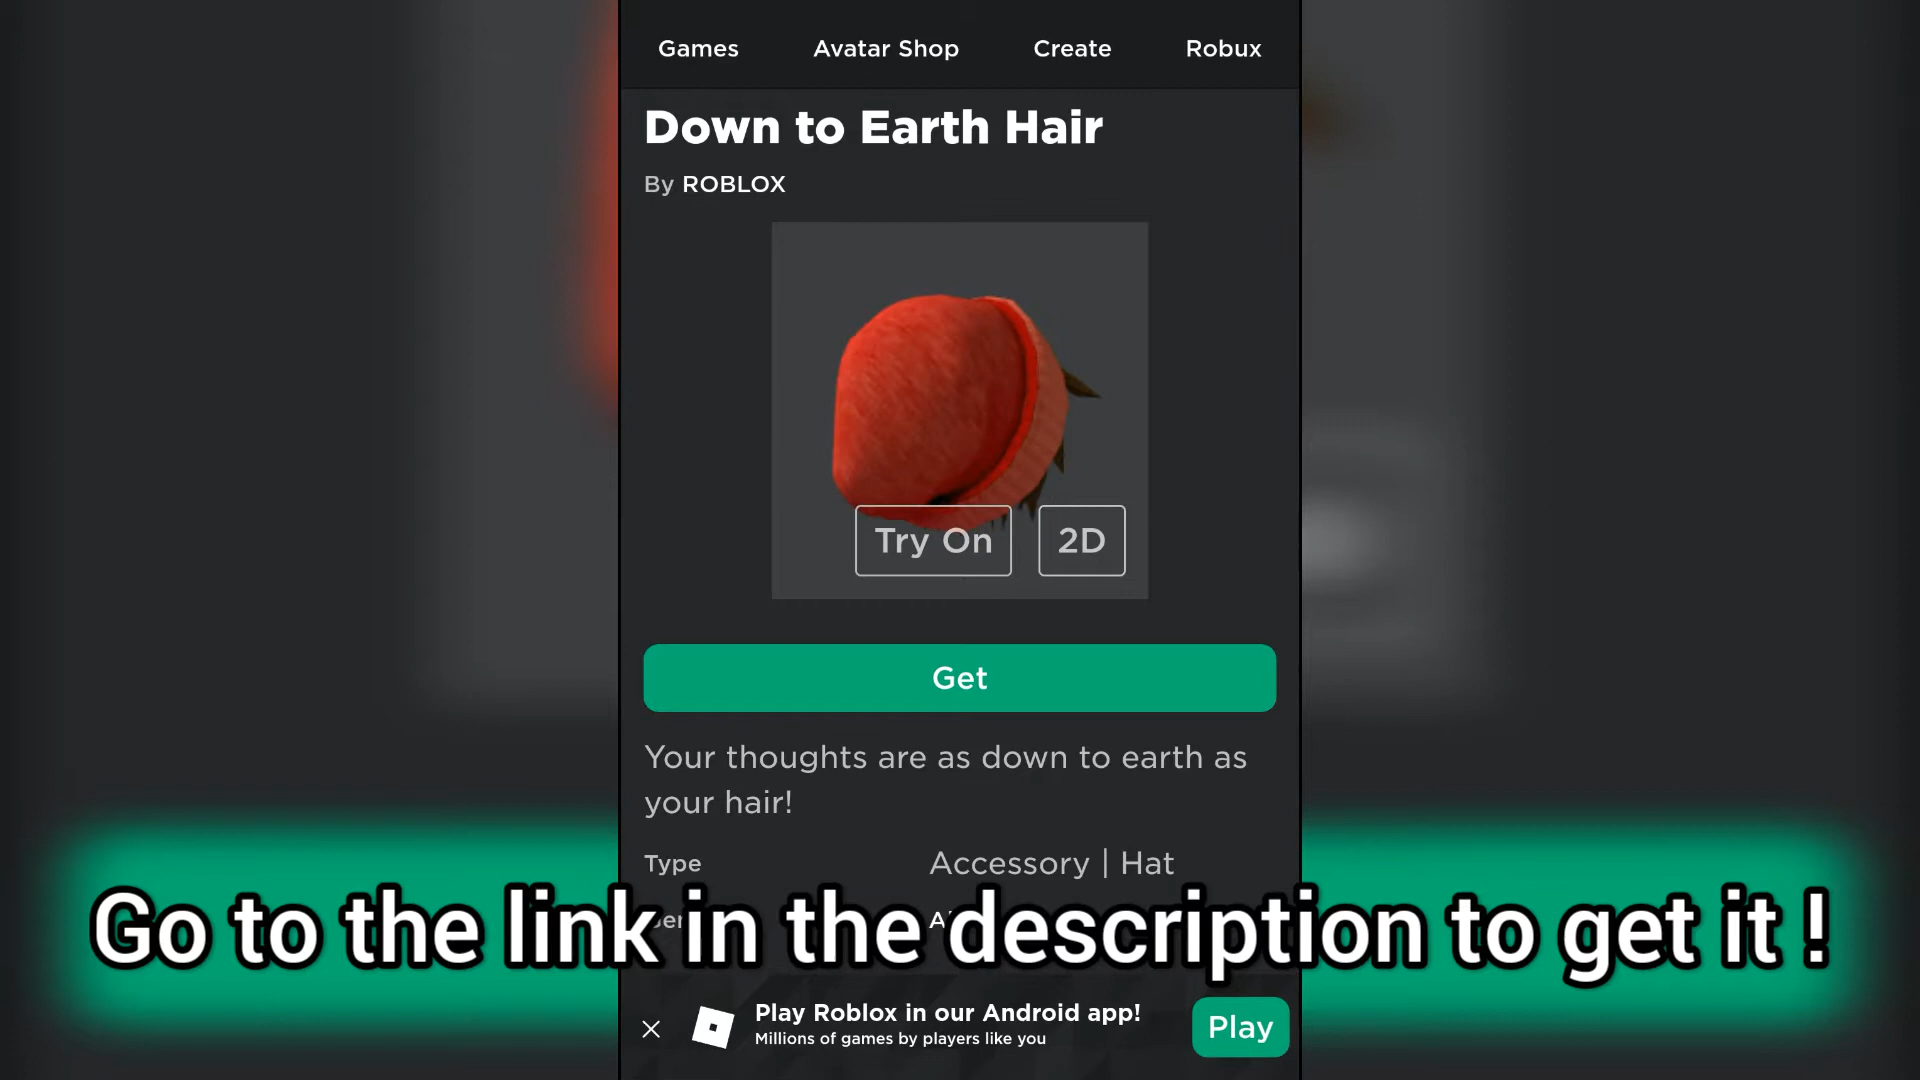 Games Avatar Shop Create Robux
Down to Earth Hair
By ROBLOX
Try On 2D
Get
Your thoughts are as down to earth as
your hair!
Type Accessory | Hat
Go to the link in the description to get it !
Play Roblox in our Android app!
Millions of games by players like you
Play